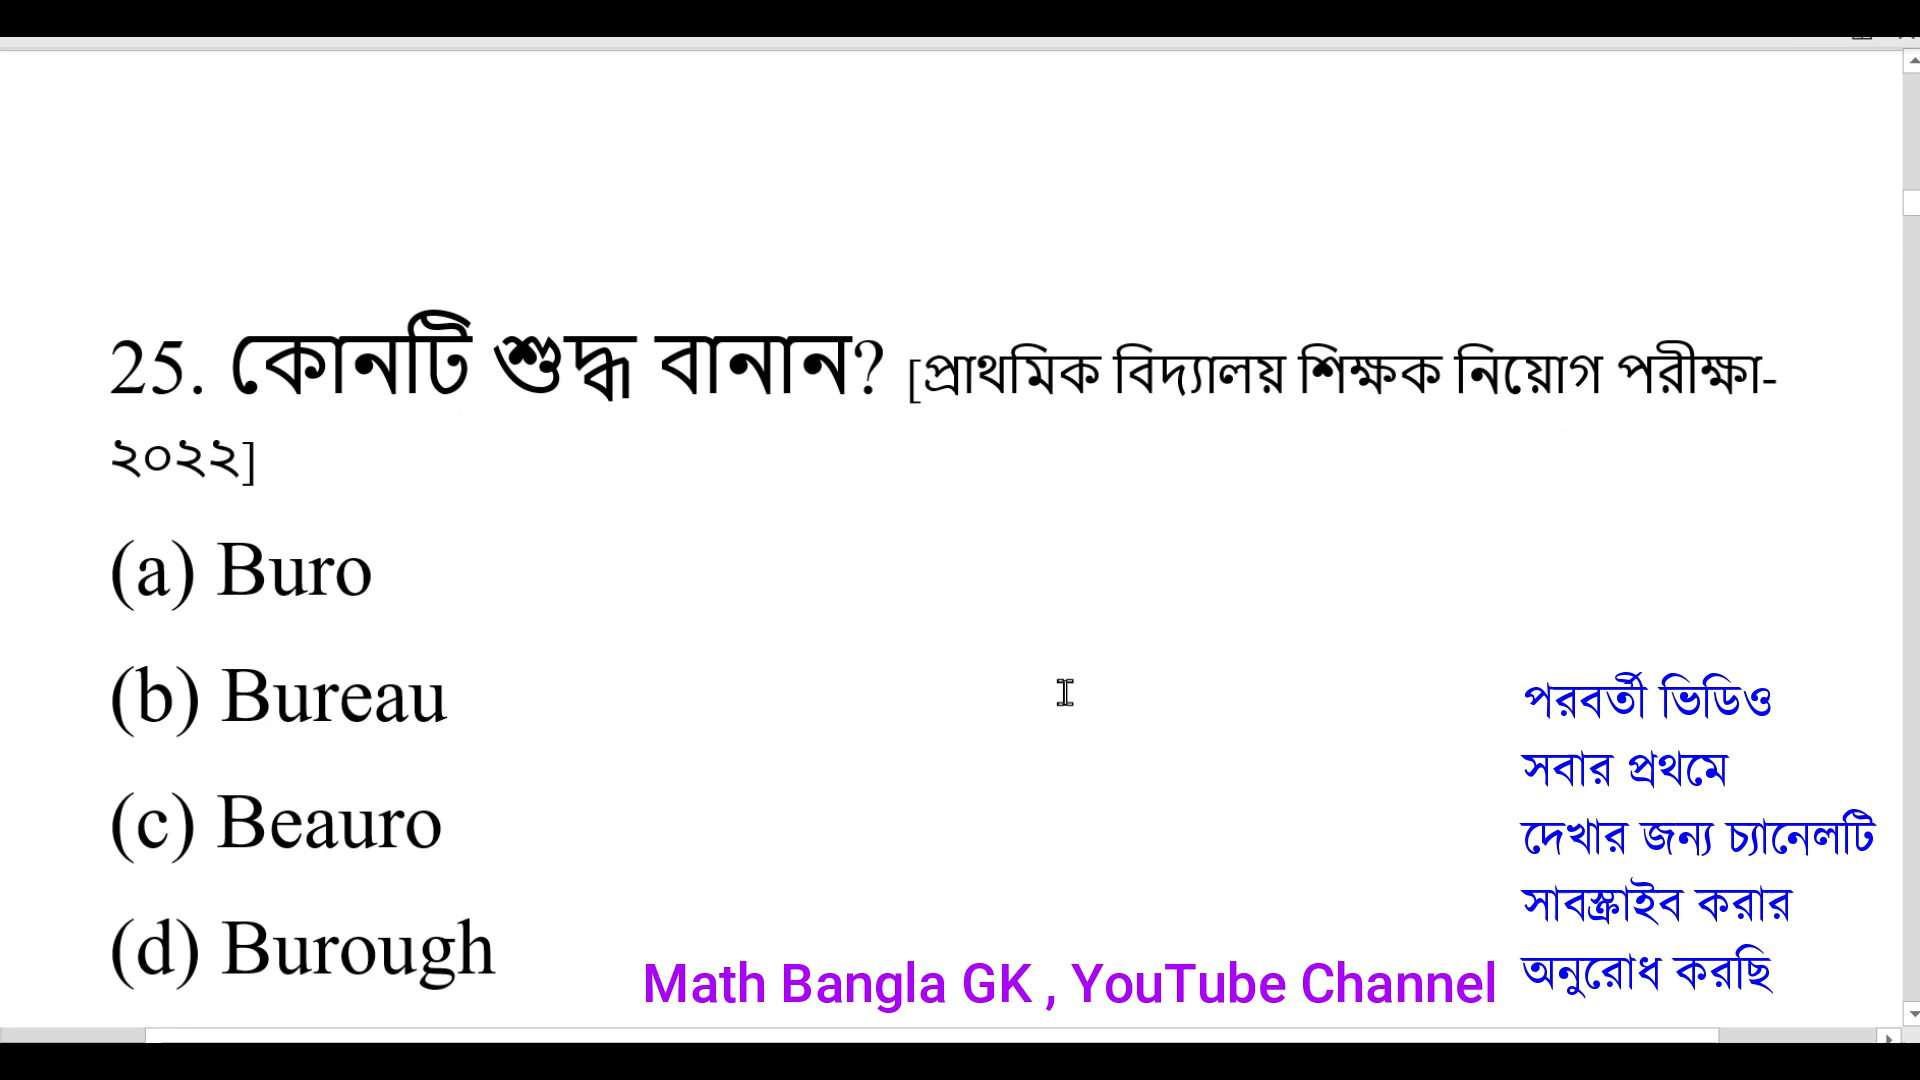 25. কোনটি শুদ্ধ বানান? [প্রাথমিক বিদ্যালয় শিক্ষক নিয়োগ পরীক্ষা-
২০২২]
(a) Buro
(b) Bureau
(c) Beauro
(d) Burough
পরবর্তী ভিডিও
সবার প্রথমে
দেখার জন্য চ্যানেলটি
সাবস্ক্রাইব করার
অনুরোধ করছি
Math Bangla GK , YouTube Channel